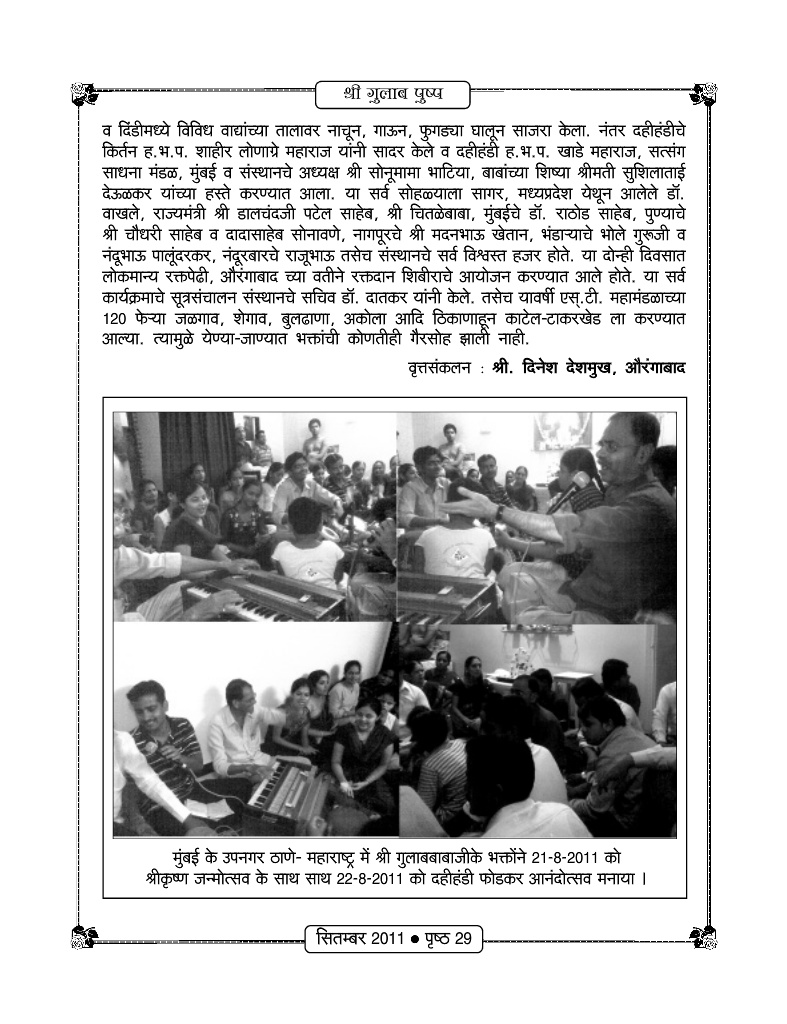 श्री गुलाब पुष्प
व दिंडीमध्ये विविध वाद्यांच्या तालावर नाचून, गाऊन, फुगड्या घालून साजरा केला. नंतर दहीहंडीचे
किर्तन ह.भ.प. शाहीर लोणाग्रे महाराज यांनी सादर केले व दहीहंडी ह.भ.प. खाडे महाराज, सत्संग
साधना मंडळ, मुंबई व संस्थानचे अध्यक्ष श्री सोनूमामा भाटिया, बाबांच्या शिष्या श्रीमती सुशिलाताई
देऊळकर यांच्या हस्ते करण्यात आला. या सर्व सोहळ्याला सागर, मध्यप्रदेश येथून आलेले डॉ.
वाखले, राज्यमंत्री श्री डालचंदजी पटेल साहेब, श्री चितळेबाबा, मुंबईचे डॉ. राठोड साहेब, पुण्याचे
श्री चौधरी साहेब व दादासाहेब सोनावणे, नागपूरचे श्री मदनभाऊ खेतान, भंडाऱ्याचे भोले गुरूजी व
नंदूभाऊ पालूंदरकर, नंदूरबारचे राजूभाऊ तसेच संस्थानचे सर्व विश्वस्त हजर होते. या दोन्ही दिवसात
लोकमान्य रक्तपेढी, औरंगाबाद च्या वतीने रक्तदान शिबीराचे आयोजन करण्यात आले होते. या सर्व
कार्यक्रमाचे सूत्रसंचालन संस्थानचे सचिव डॉ. दातकर यांनी केले. तसेच यावर्षी एस्.टी. महामंडळाच्या
120 फेऱ्या जळगाव, शेगाव, बुलढाणा, अकोला आदि ठिकाणाहून काटेल-टाकरखेड ला करण्यात
आल्या. त्यामुळे येण्या-जाण्यात भक्तांची कोणतीही गैरसोह झाली नाही.
वृत्तसंकलन : श्री. दिनेश देशमुख, औरंगाबाद
मुंबई के उपनगर ठाणे- महाराष्ट्र में श्री गुलाबबाबाजीके भक्तोंने 21-8-2011 को
श्रीकृष्ण जन्मोत्सव के साथ साथ 22-8-2011 को दहीहंडी फोडकर आनंदोत्सव मनाया ।
सितम्बर 2011 ● पृष्ठ 29